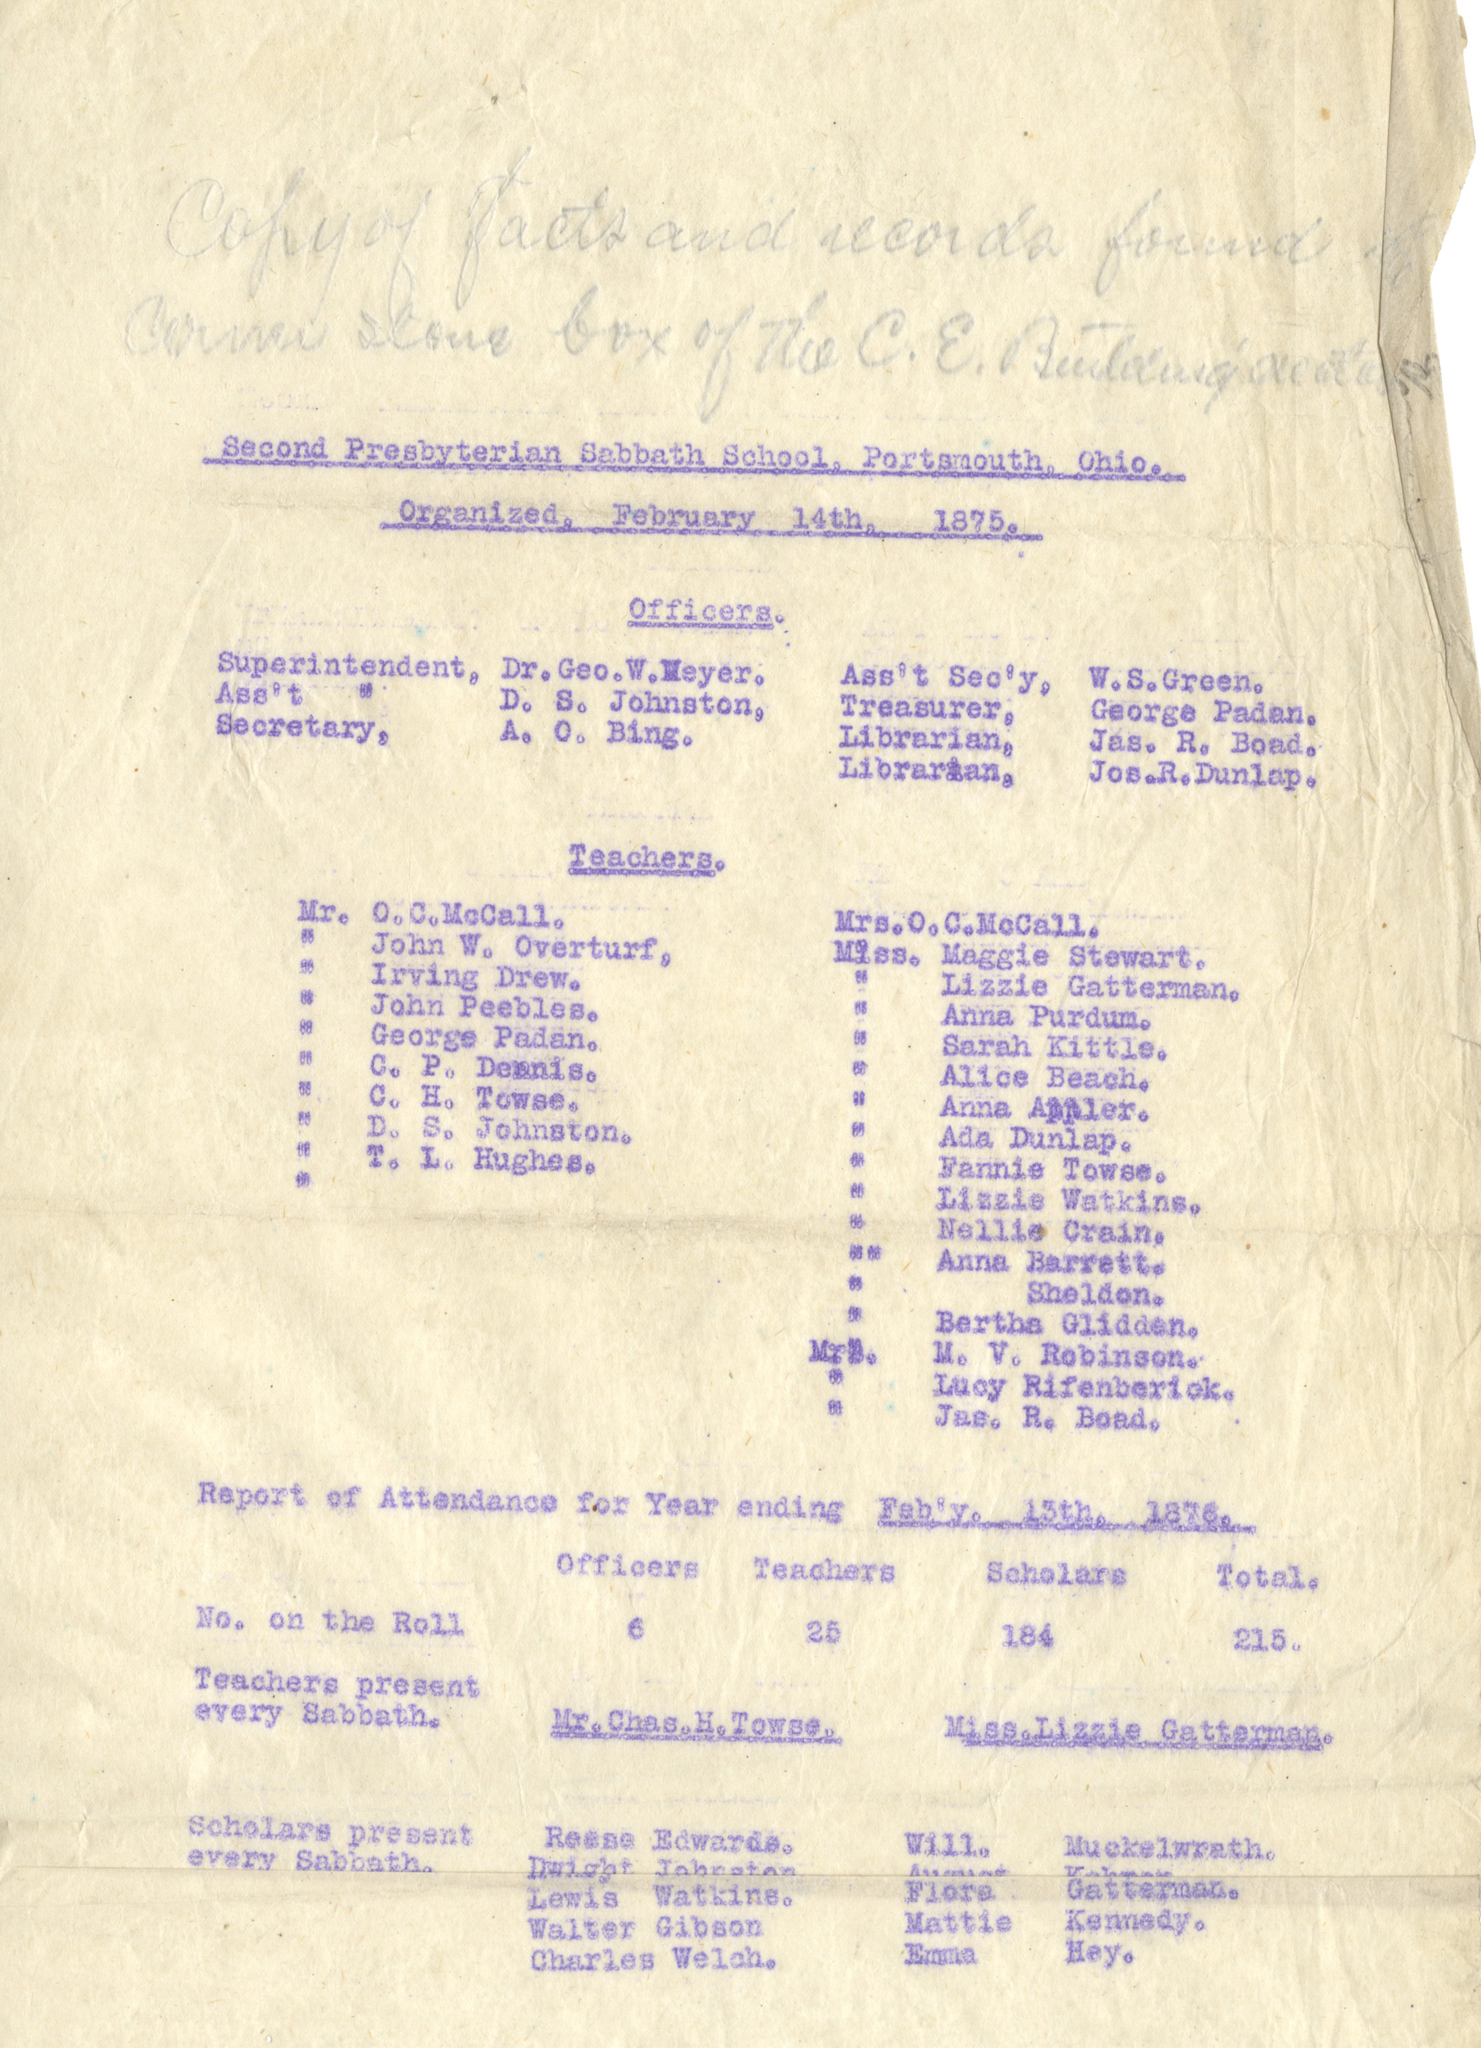 Copy of Facts and records found
Corner stone box of the C. E. Building
Second Presbyterian Sabbath School, Portsmouth, Ohio.
Organized, February 14th, 1875.
Officers.
Superintendent, Dr.Geo.W.Meyer. Ass't Sec'y, W.S.Green.
Ass't " D. S. Johnston, Treasurer, George Padan.
Secretary, A. O. Bing. Librarian, Jas. R. Boad.
Librarian, Jos.R.Dunlap.
Teachers.
Mr. O.C.McCall. Mrs.O.C.McCall.
" John W. Overturf, Miss. Maggie Stewart.
" Irving Drew. " Lizzie Gatterman.
" John Peebles. " Anna Purdum.
" George Padan. " Sarah Kittle.
" C. P. Dennis. " Alice Beach.
" C. H. Towse. " Anna Appler.
" D. S. Johnston. " Ada Dunlap.
" T. L. Hughes. " Fannie Towse.
" " Lizzie Watkins.
" Nellie Crain.
"" Anna Barrett.
" Sheldon.
" Bertha Glidden.
Mrs. M. V. Robinson.
" Lucy Rifenberick.
" Jas. R. Boad.
Report of Attendance for Year ending Feb'y. 13th, 1876.
Officers Teachers Scholars Total.
No. on the Roll 6 25 184 215.
Teachers present
every Sabbath. Mr.Chas.H.Towse. Miss.Lizzie Gatterman.
Scholars present Reese Edwards. Will. Muckelwrath.
every Sabbath. Dwight Johnston August
Lewis Watkins. Flora Gatterman.
Walter Gibson Mattie Kennedy.
Charles Welch. Emma Hey.